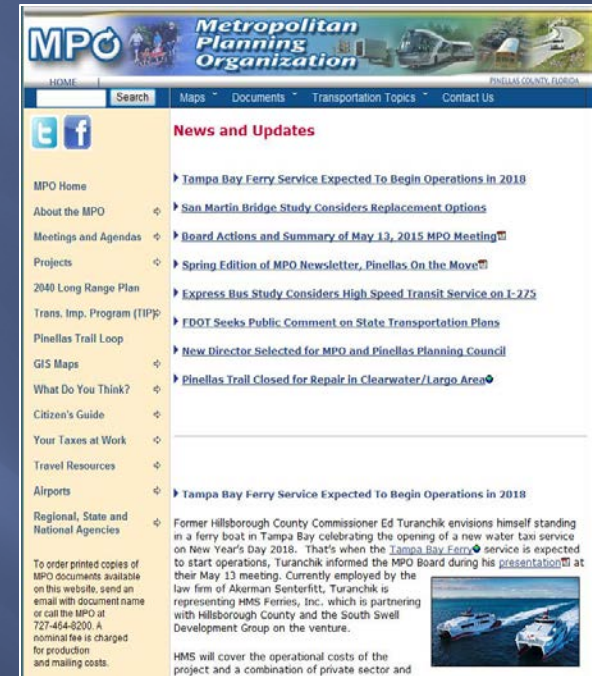 MPO
Metropolitan
Planning
Organization
HOME |
PINELLAS COUNTY, FLORIDA
Search
Maps Documents Transportation Topics Contact Us
MPO Home
About the MPO
Meetings and Agendas
Projects
2040 Long Range Plan
Trans. Imp. Program (TIP)
Pinellas Trail Loop
GIS Maps
What Do You Think?
Citizen's Guide
Your Taxes at Work
Travel Resources
Airports
Regional, State and
National Agencies
To order printed copies of
MPO documents available
on this website, send an
email with document name
or call the MPO at
727-464-8200. A
nominal fee is charged
for production
and mailing costs.
News and Updates
Tampa Bay Ferry Service Expected To Begin Operations in 2018
San Martin Bridge Study Considers Replacement Options
Board Actions and Summary of May 13, 2015 MPO Meeting
Spring Edition of MPO Newsletter, Pinellas On the Move
Express Bus Study Considers High Speed Transit Service on I-275
FDOT Seeks Public Comment on State Transportation Plans
New Director Selected for MPO and Pinellas Planning Council
Pinellas Trail Closed for Repair in Clearwater/Largo Area
Tampa Bay Ferry Service Expected To Begin Operations in 2018
Former Hillsborough County Commissioner Ed Turanchik envisions himself standing
in a ferry boat in Tampa Bay celebrating the opening of a new water taxi service
on New Year's Day 2018. That's when the Tampa Bay Ferry service is expected
to start operations, Turanchik informed the MPO Board during his presentation at
their May 13 meeting. Currently employed by the
law firm of Akerman Senterfitt, Turanchik is
representing HMS Ferries, Inc. which is partnering
with Hillsborough County and the South Swell
Development Group on the venture.
HMS will cover the operational costs of the
project and a combination of private sector and